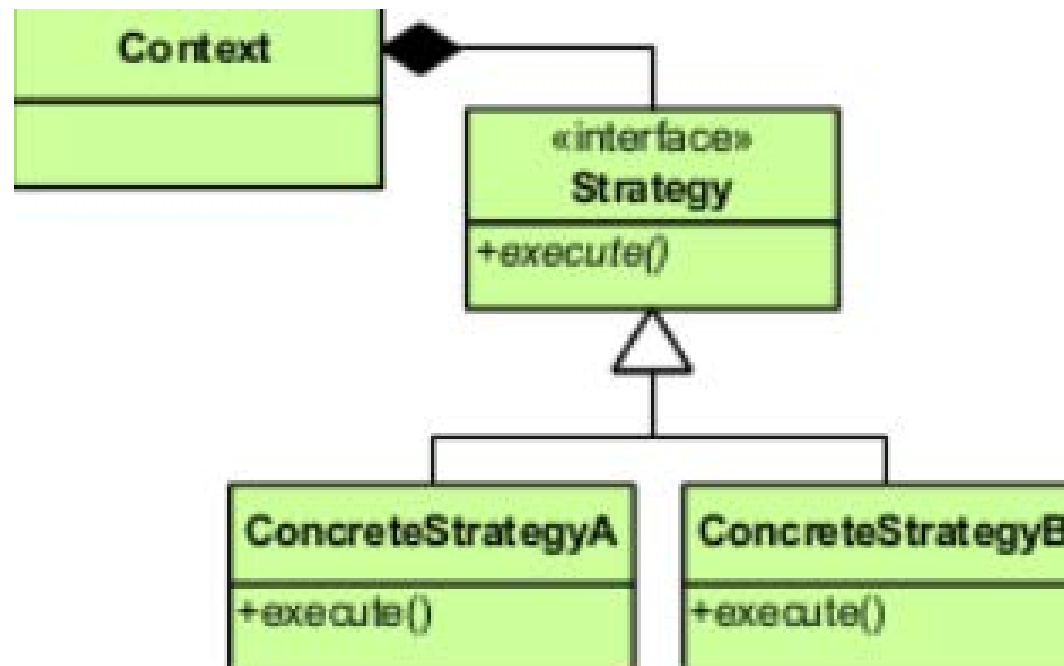 Context
«interface»
Strategy
+execute()
ConcreteStrategyA
ConcreteStrategyB
+execute()
+execute()